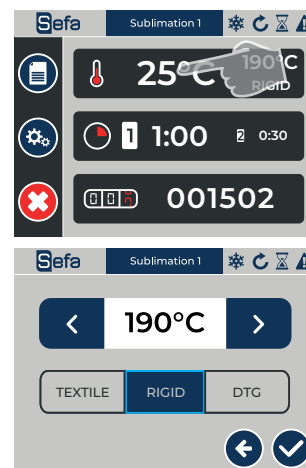 Sefa Sublimation 1
25°C 190°C
RIGID
1 1:00 2 0:30
001502
Sefa Sublimation 1
190°C
TEXTILE RIGID DTG